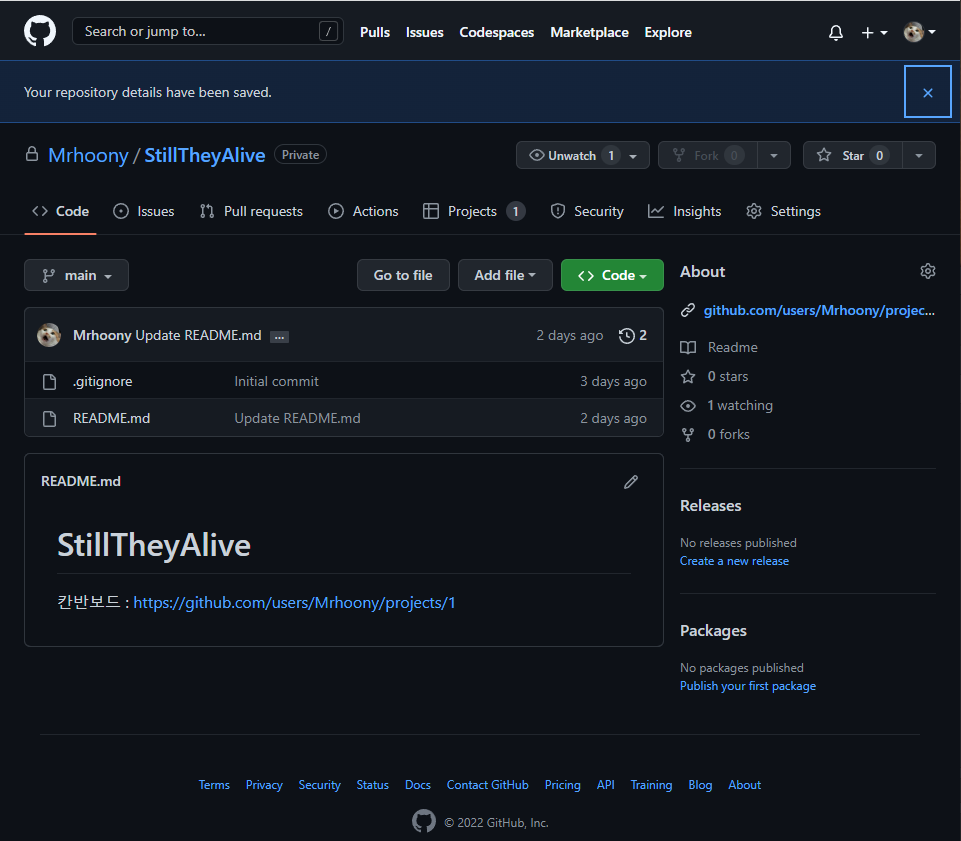 Search or jump to... /
Pulls Issues Codespaces Marketplace Explore
Your repository details have been saved.
Mrhoony / StillTheyAlive Private
Unwatch 1 Fork 0 Star 0
Code Issues Pull requests Actions Projects 1 Security Insights Settings
main Go to file Add file Code
Mrhoony Update README.md ... 2 days ago 2
.gitignore Initial commit 3 days ago
README.md Update README.md 2 days ago
README.md
StillTheyAlive
칸반보드 : https://github.com/users/Mrhoony/projects/1
About
github.com/users/Mrhoony/projec...
Readme
0 stars
1 watching
0 forks
Releases
No releases published
Create a new release
Packages
No packages published
Publish your first package
Terms Privacy Security Status Docs Contact GitHub Pricing API Training Blog About
© 2022 GitHub, Inc.